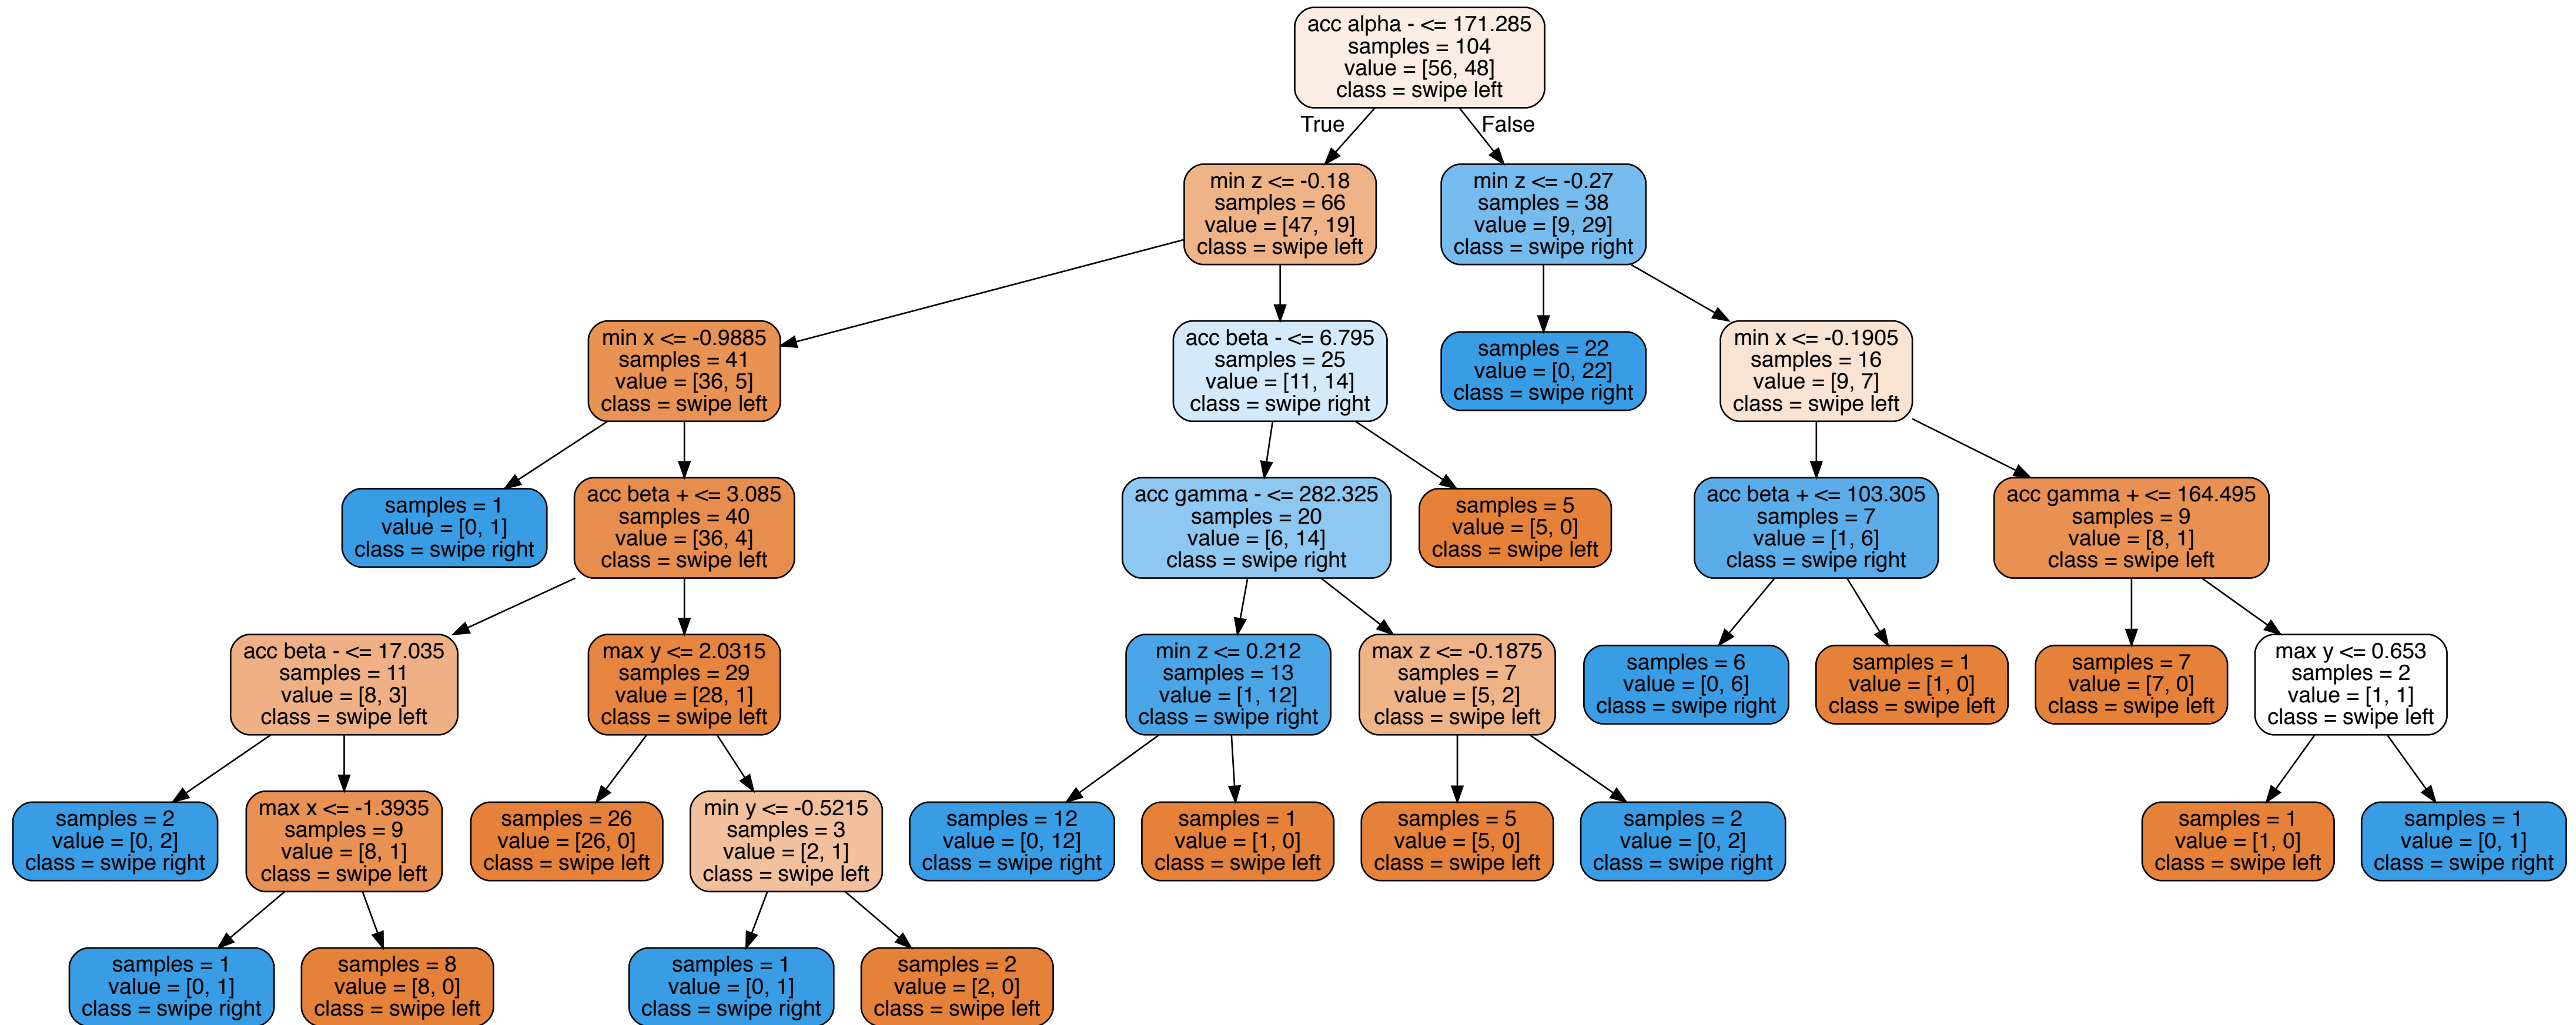 acc alpha - <= 171.285
samples = 104
value = [56, 48]
class = swipe left
True
False
min z <= -0.18
samples = 66
value = [47, 19]
class = swipe left
min z <= -0.27
samples = 38
value = [9, 29]
class = swipe right
min x <= -0.9885
samples = 41
value = [36, 5]
class = swipe left
acc beta - <= 6.795
samples = 25
value = [11, 14]
class = swipe right
samples = 22
value = [0, 22]
class = swipe right
min x <= -0.1905
samples = 16
value = [9, 7]
class = swipe left
samples = 1
value = [0, 1]
class = swipe right
acc beta + <= 3.085
samples = 40
value = [36, 4]
class = swipe left
acc gamma - <= 282.325
samples = 20
value = [6, 14]
class = swipe right
samples = 5
value = [5, 0]
class = swipe left
acc beta + <= 103.305
samples = 7
value = [1, 6]
class = swipe right
acc gamma + <= 164.495
samples = 9
value = [8, 1]
class = swipe left
acc beta - <= 17.035
samples = 11
value = [8, 3]
class = swipe left
max y <= 2.0315
samples = 29
value = [28, 1]
class = swipe left
min z <= 0.212
samples = 13
value = [1, 12]
class = swipe right
max z <= -0.1875
samples = 7
value = [5, 2]
class = swipe left
samples = 6
value = [0, 6]
class = swipe right
samples = 1
value = [1, 0]
class = swipe left
samples = 7
value = [7, 0]
class = swipe left
max y <= 0.653
samples = 2
value = [1, 1]
class = swipe left
samples = 2
value = [0, 2]
class = swipe right
max x <= -1.3935
samples = 9
value = [8, 1]
class = swipe left
samples = 26
value = [26, 0]
class = swipe left
min y <= -0.5215
samples = 3
value = [2, 1]
class = swipe left
samples = 12
value = [0, 12]
class = swipe right
samples = 1
value = [1, 0]
class = swipe left
samples = 5
value = [5, 0]
class = swipe left
samples = 2
value = [0, 2]
class = swipe right
samples = 1
value = [1, 0]
class = swipe left
samples = 1
value = [0, 1]
class = swipe right
samples = 1
value = [0, 1]
class = swipe right
samples = 8
value = [8, 0]
class = swipe left
samples = 1
value = [0, 1]
class = swipe right
samples = 2
value = [2, 0]
class = swipe left